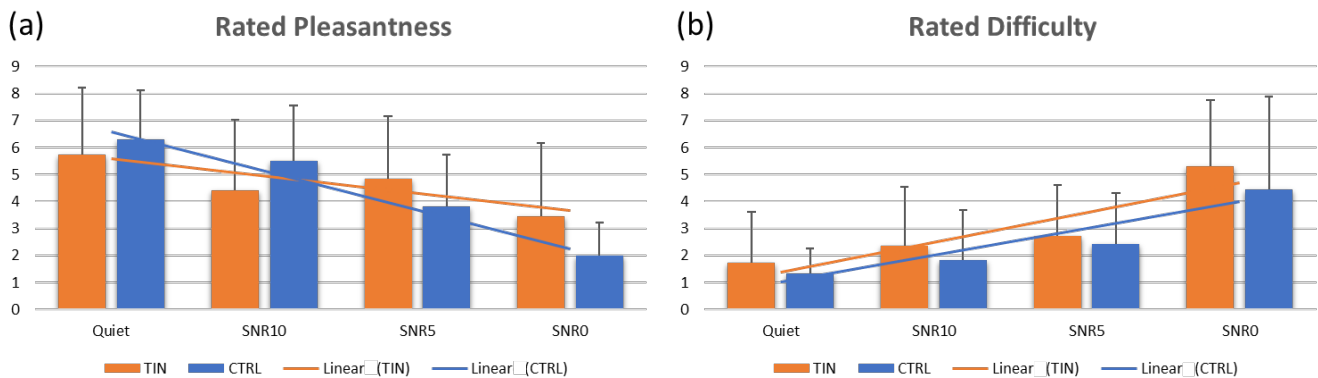 (a)
Rated Pleasantness
9
8
7
6
5
4
3
2
1
0
Quiet SNR10 SNR5 SNR0
TIN CTRL Linear (TIN) Linear (CTRL)
(b)
Rated Difficulty
9
8
7
6
5
4
3
2
1
0
Quiet SNR10 SNR5 SNR0
TIN CTRL Linear_(TIN) Linear_(CTRL)